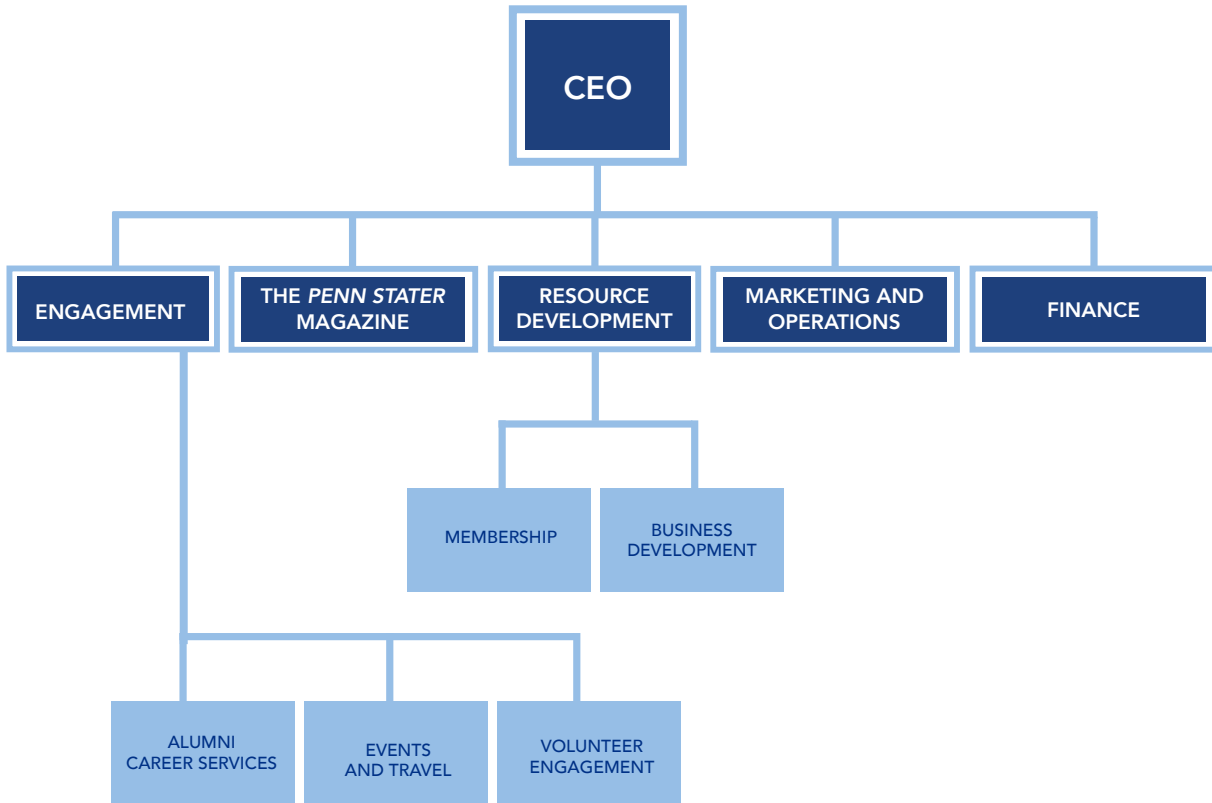 CEO
ENGAGEMENT
THE PENN STATER
MAGAZINE
RESOURCE
DEVELOPMENT
MARKETING AND
OPERATIONS
FINANCE
MEMBERSHIP
BUSINESS
DEVELOPMENT
ALUMNI
CAREER SERVICES
EVENTS
AND TRAVEL
VOLUNTEER
ENGAGEMENT